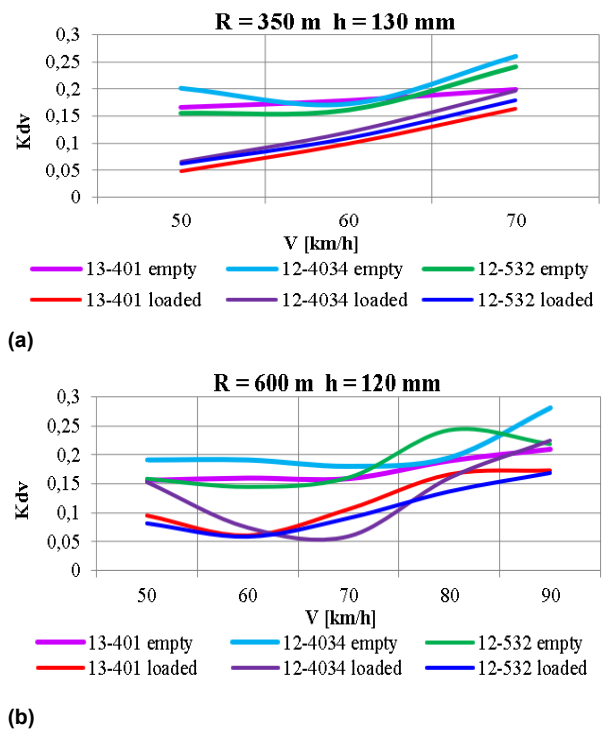 R = 350 m h = 130 mm
Kdv
0,3
0,25
0,2
0,15
0,1
0,05
0
50 60 70
V [km/h]
13-401 empty 12-4034 empty 12-532 empty
13-401 loaded 12-4034 loaded 12-532 loaded
(a)
R = 600 m h = 120 mm
Kdv
0,3
0,25
0,2
0,15
0,1
0,05
0
50 60 70 80 90
V [km/h]
13-401 empty 12-4034 empty 12-532 empty
13-401 loaded 12-4034 loaded 12-532 loaded
(b)